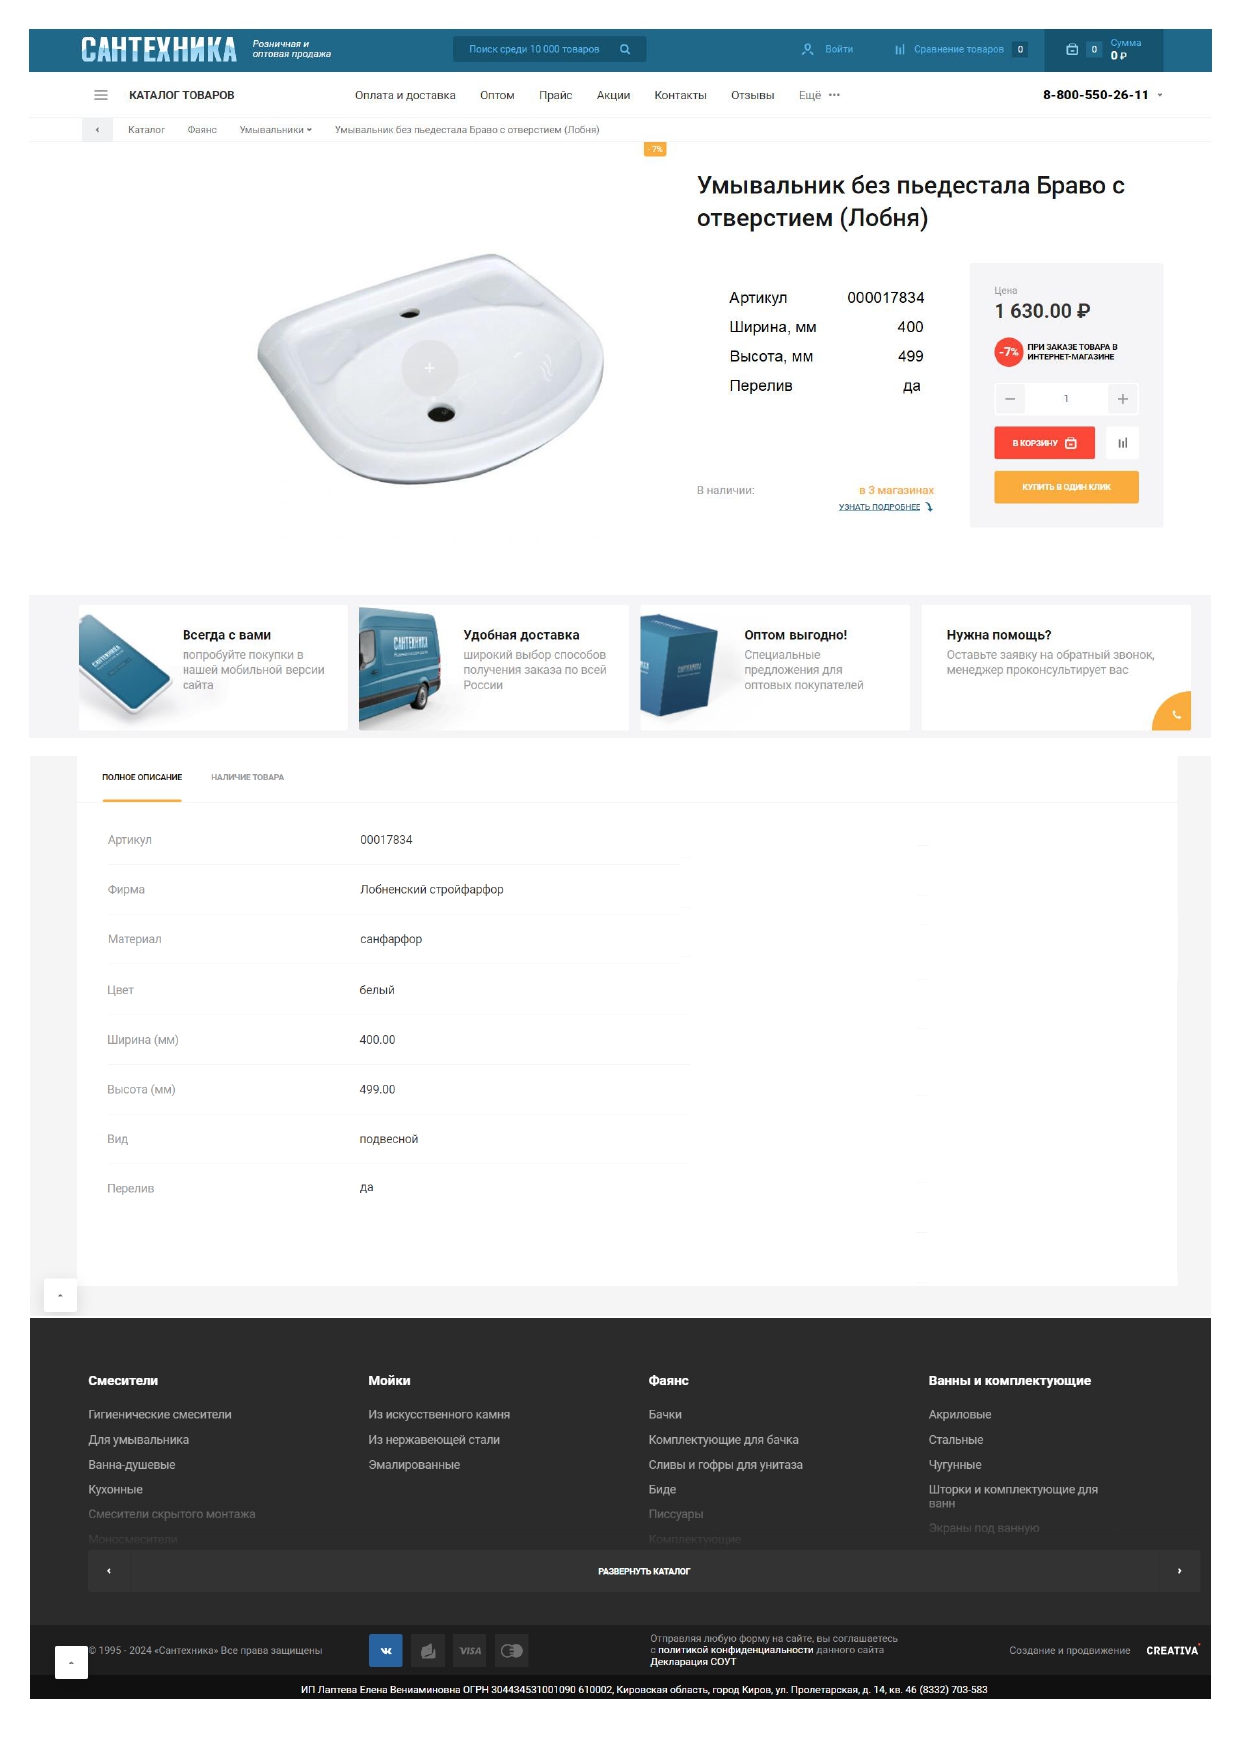 САНТЕХНИКА
Розничная и
оптовая продажа
Поиск среди 10 000 товаров
Войти
Сравнение товаров 0
0
Сумма
0 ₽
КАТАЛОГ ТОВАРОВ
Оплата и доставка Оптом Прайс Акции Контакты Отзывы Ещё ···
8-800-550-26-11
Каталог Фаянс Умывальники Умывальник без пьедестала Браво с отверстием (Лобня)
-7%
Умывальник без пьедестала Браво с
отверстием (Лобня)
Артикул 000017834
Ширина, мм 400
Высота, мм 499
Перелив да
В наличии: в 3 магазинах
УЗНАТЬ ПОДРОБНЕЕ
Цена
1 630.00 ₽
-7% ПРИ ЗАКАЗЕ ТОВАРА В
ИНТЕРНЕТ-МАГАЗИНЕ
— 1 +
В КОРЗИНУ
КУПИТЬ В ОДИН КЛИК
Всегда с вами
попробуйте покупки в
нашей мобильной версии
сайта
САНТЕХНИКА
Удобная доставка
широкий выбор способов
получения заказа по всей
России
Оптом выгодно!
Специальные
предложения для
оптовых покупателей
Нужна помощь?
Оставьте заявку на обратный звонок,
менеджер проконсультирует вас
ПОЛНОЕ ОПИСАНИЕ НАЛИЧИЕ ТОВАРА
Артикул 00017834
Фирма Лобненский стройфарфор
Материал санфарфор
Цвет белый
Ширина (мм) 400.00
Высота (мм) 499.00
Вид подвесной
Перелив да
Смесители
Гигиенические смесители
Для умывальника
Ванна-душевые
Кухонные
Смесители скрытого монтажа
Моносмесители
Мойки
Из искусственного камня
Из нержавеющей стали
Эмалированные
Фаянс
Бачки
Комплектующие для бачка
Сливы и гофры для унитаза
Биде
Писсуары
Комплектующие
Ванны и комплектующие
Акриловые
Стальные
Чугунные
Шторки и комплектующие для
ванн
Экраны под ванную
РАЗВЕРНУТЬ КАТАЛОГ
© 1995 - 2024 «Сантехника» Все права защищены
VISA
Отправляя любую форму на сайте, вы соглашаетесь
с политикой конфиденциальности данного сайта
Декларация СОУТ
Создание и продвижение CREATIVA
ИП Лаптева Елена Вениаминовна ОГРН 304434531001090 610002, Кировская область, город Киров, ул. Пролетарская, д. 14, кв. 46 (8332) 703-583